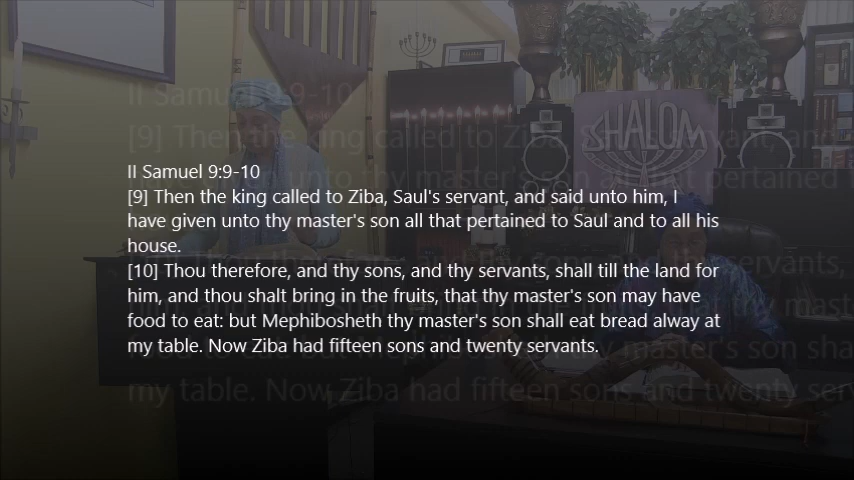 II Samuel 9:9-10
[9] Then the king called to Ziba, Saul's servant, and said unto him, I
have given unto thy master's son all that pertained to Saul and to all his
house.
[10] Thou therefore, and thy sons, and thy servants, shall till the land for
him, and thou shalt bring in the fruits, that thy master's son may have
food to eat: but Mephibosheth thy master's son shall eat bread alway at
my table. Now Ziba had fifteen sons and twenty servants.
SHALOM